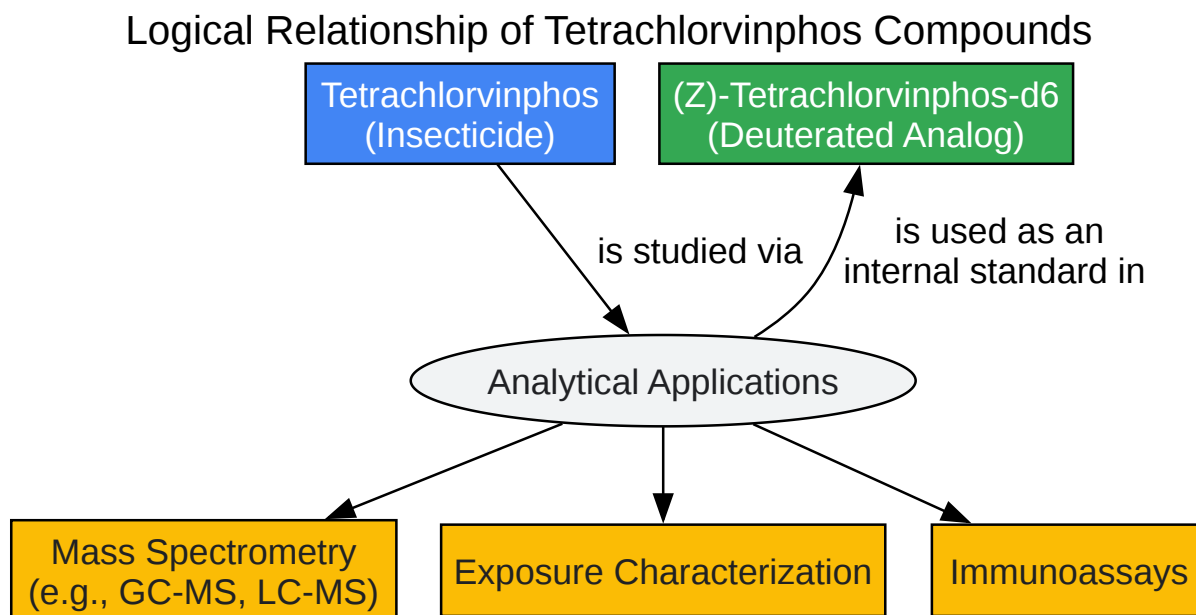 Logical Relationship of Tetrachlorvinphos Compounds
Tetrachlorvinphos
(Insecticide)
(Z)-Tetrachlorvinphos-d6
(Deuterated Analog)
is studied via
is used as an
internal standard in
Analytical Applications
Mass Spectrometry
(e.g., GC-MS, LC-MS)
Exposure Characterization
Immunoassays